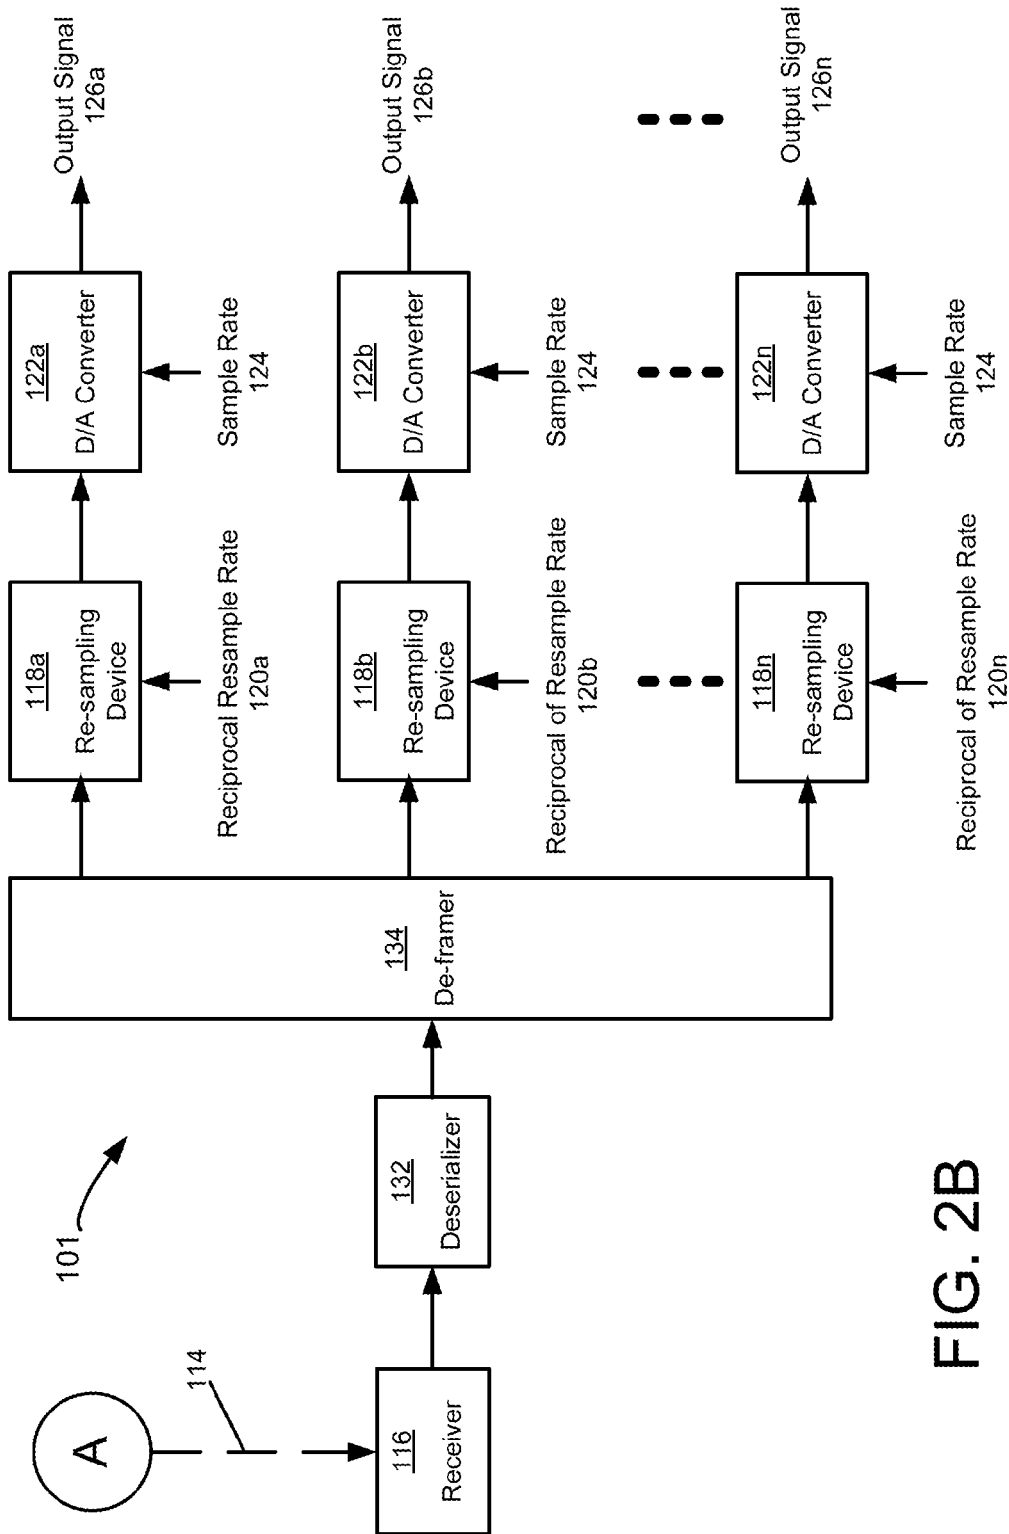 A
114
101
116
Receiver
132
Deserializer
134
De-framer
118a
Re-sampling
Device
Reciprocal Resample Rate
120a
122a
D/A Converter
Sample Rate
124
Output Signal
126a
118b
Re-sampling
Device
Reciprocal of Resample Rate
120b
122b
D/A Converter
Sample Rate
124
Output Signal
126b
118n
Re-sampling
Device
Reciprocal of Resample Rate
120n
122n
D/A Converter
Sample Rate
124
Output Signal
126n
FIG. 2B